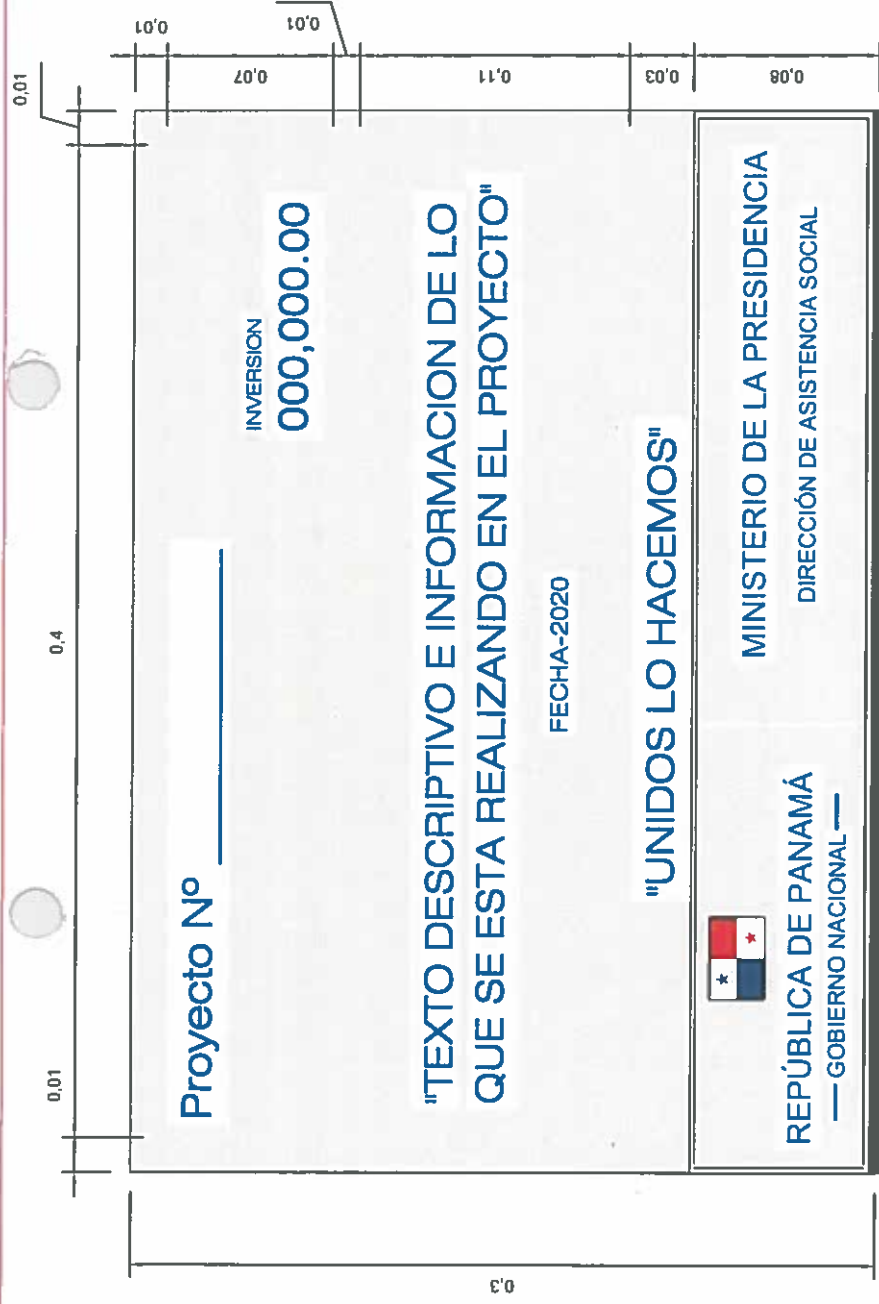 0,01
0,4
0,01
0,01
0,07
0,01
0,11
0,03
0,08
0,3
Proyecto Nº ________
INVERSION
000,000.00
"TEXTO DESCRIPTIVO E INFORMACION DE LO
QUE SE ESTA REALIZANDO EN EL PROYECTO"
FECHA-2020
"UNIDOS LO HACEMOS"
REPÚBLICA DE PANAMÁ
— GOBIERNO NACIONAL —
MINISTERIO DE LA PRESIDENCIA
DIRECCIÓN DE ASISTENCIA SOCIAL